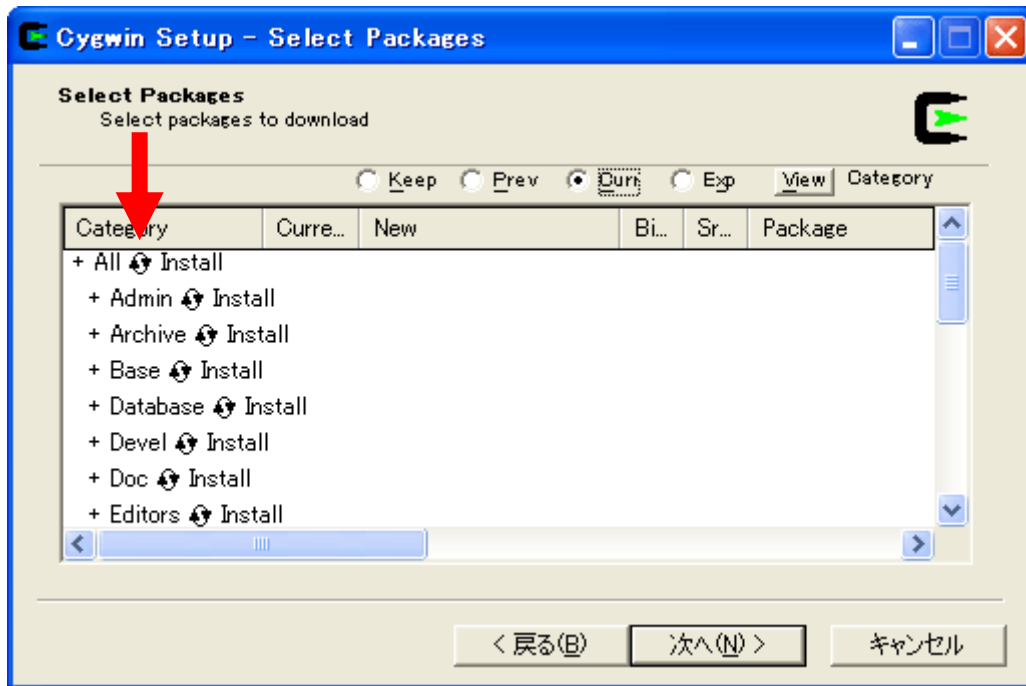 Cygwin Setup - Select Packages
Select Packages
Select packages to download
Keep Prev Curr Exp View Category
Category Curre... New Bi... Sr... Package
+ All Install
+ Admin Install
+ Archive Install
+ Base Install
+ Database Install
+ Devel Install
+ Doc Install
+ Editors Install
< 戻る(B) 次へ(N) > キャンセル